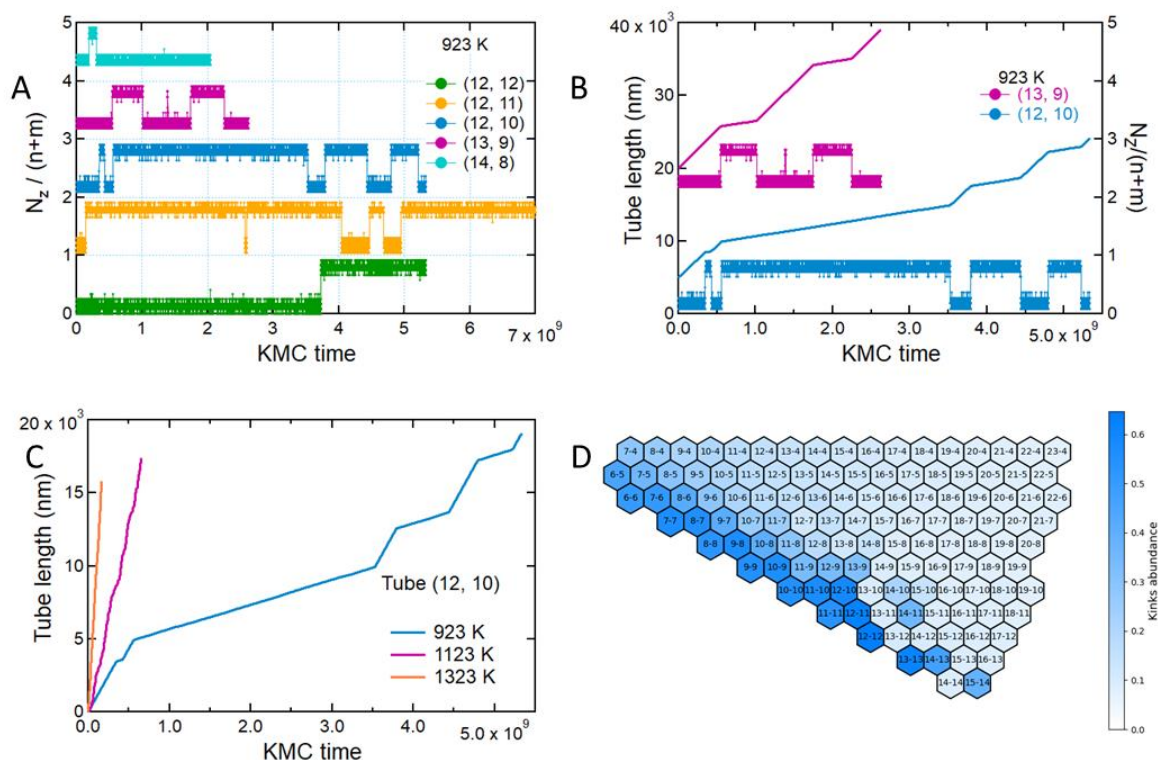 A
N_z / (n+m)
5
4
3
2
1
0
923 K
(12, 12)
(12, 11)
(12, 10)
(13, 9)
(14, 8)
0
1
2
3
4
5
7 x 10^9
KMC time
B
Tube length (nm)
40 x 10^3
30
20
10
0
923 K
(13, 9)
(12, 10)
5
4
3
2
1
0
N_z/(n+m)
0.0
1.0
2.0
3.0
4.0
5.0 x 10^9
KMC time
C
Tube length (nm)
20 x 10^3
15
10
5
0
Tube (12, 10)
923 K
1123 K
1323 K
0.0
1.0
2.0
3.0
4.0
5.0 x 10^9
KMC time
D
7-4 8-4 9-4 10-4 11-4 12-4 13-4 14-4 15-4 16-4 17-4 18-4 19-4 20-4 21-4 22-4 23-4
6-5 7-5 8-5 9-5 10-5 11-5 12-5 13-5 14-5 15-5 16-5 17-5 18-5 19-5 20-5 21-5 22-5
6-6 7-6 8-6 9-6 10-6 11-6 12-6 13-6 14-6 15-6 16-6 17-6 18-6 19-6 20-6 21-6 22-6
7-7 8-7 9-7 10-7 11-7 12-7 13-7 14-7 15-7 16-7 17-7 18-7 19-7 20-7 21-7
8-8 9-8 10-8 11-8 12-8 13-8 14-8 15-8 16-8 17-8 18-8 19-8 20-8
9-9 10-9 11-9 12-9 13-9 14-9 15-9 16-9 17-9 18-9 19-9
10-10 11-10 12-10 13-10 14-10 15-10 16-10 17-10 18-10 19-10
11-11 12-11 13-11 14-11 15-11 16-11 17-11 18-11
12-12 13-12 14-12 15-12 16-12 17-12
13-13 14-13 15-13 16-13
14-14 15-14
0.6
0.5
0.4
0.3
0.2
0.1
0.0
Kinks abundance